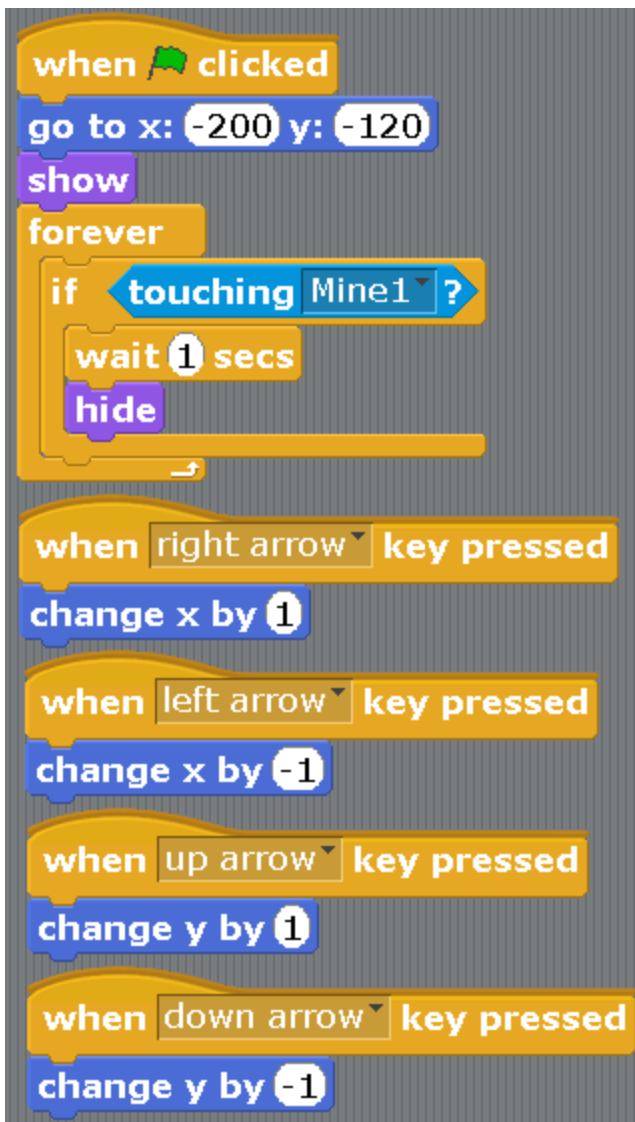 when clicked
go to x: -200 y: -120
show
forever
if touching Mine1 ?
wait 1 secs
hide
when right arrow key pressed
change x by 1
when left arrow key pressed
change x by -1
when up arrow key pressed
change y by 1
when down arrow key pressed
change y by -1